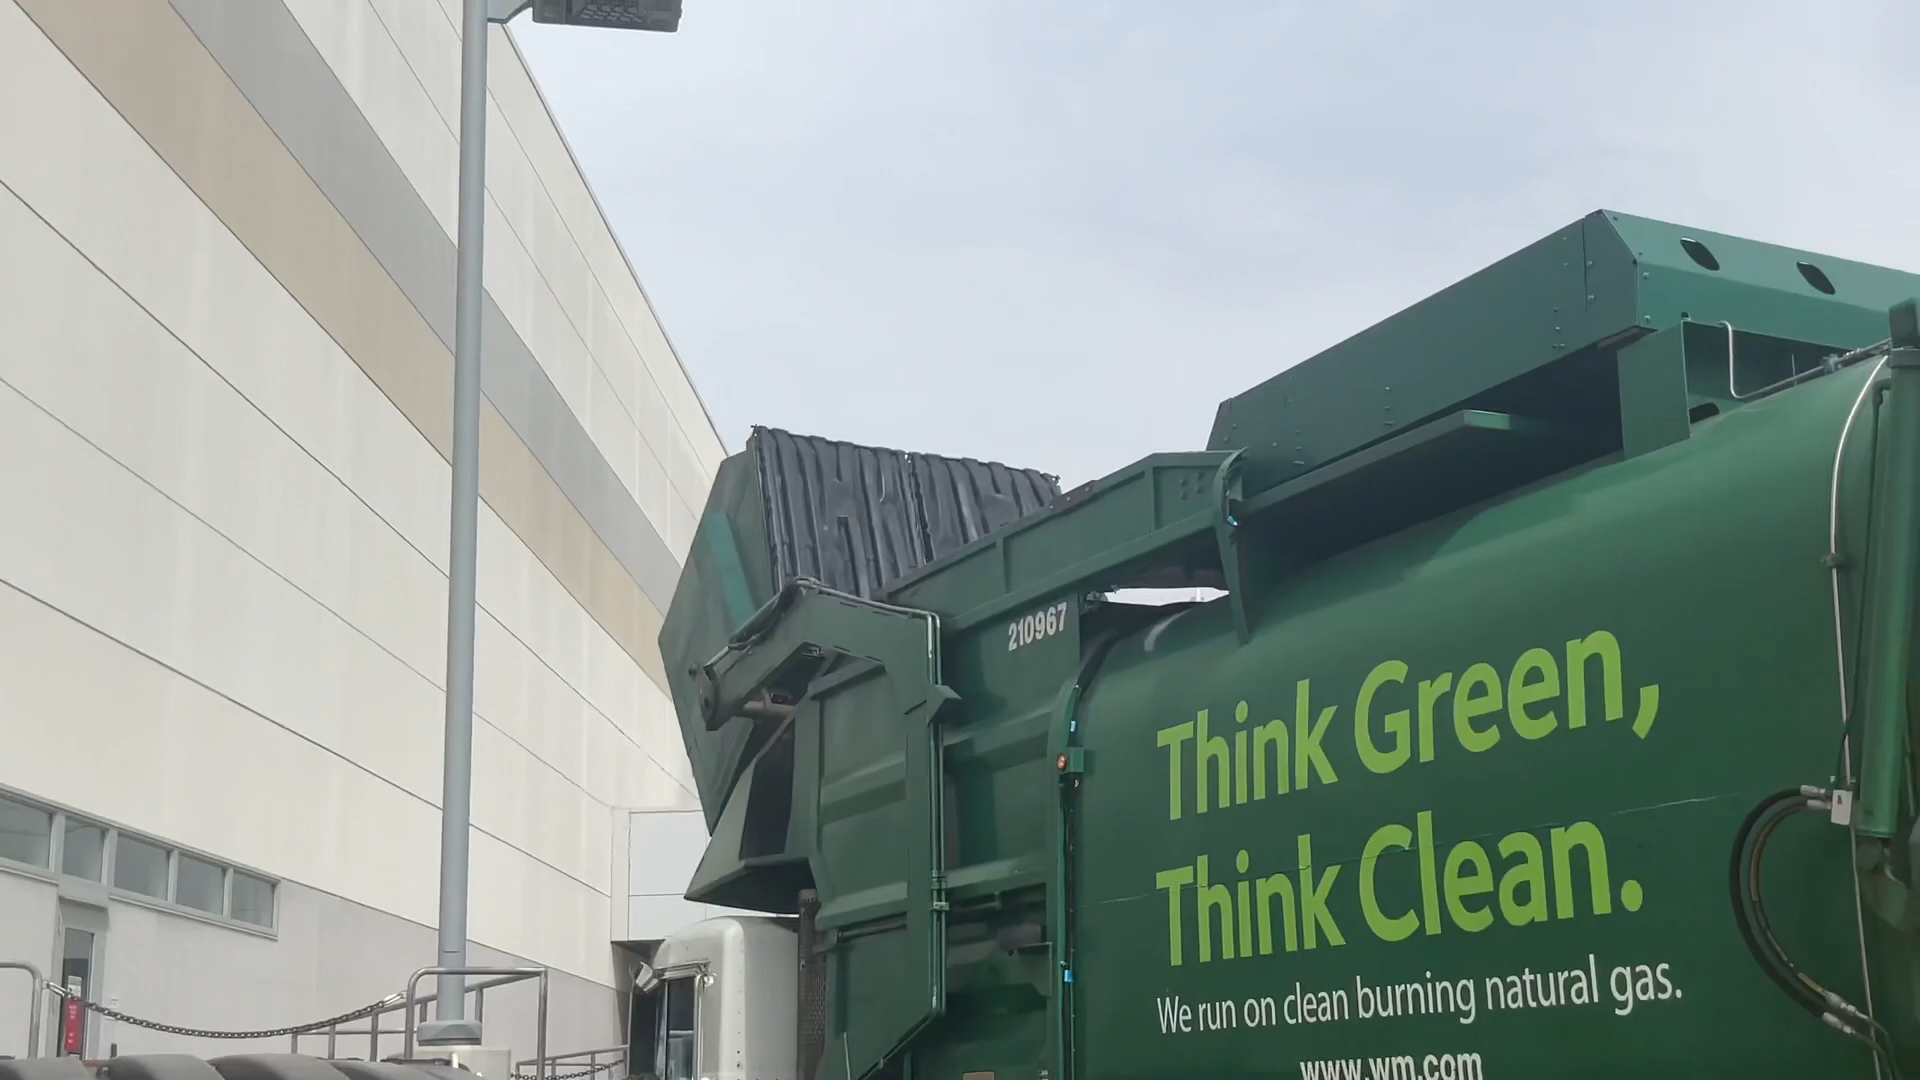 210967
Think Green,
Think Clean.
We run on clean burning natural gas.
www.wm.com
A